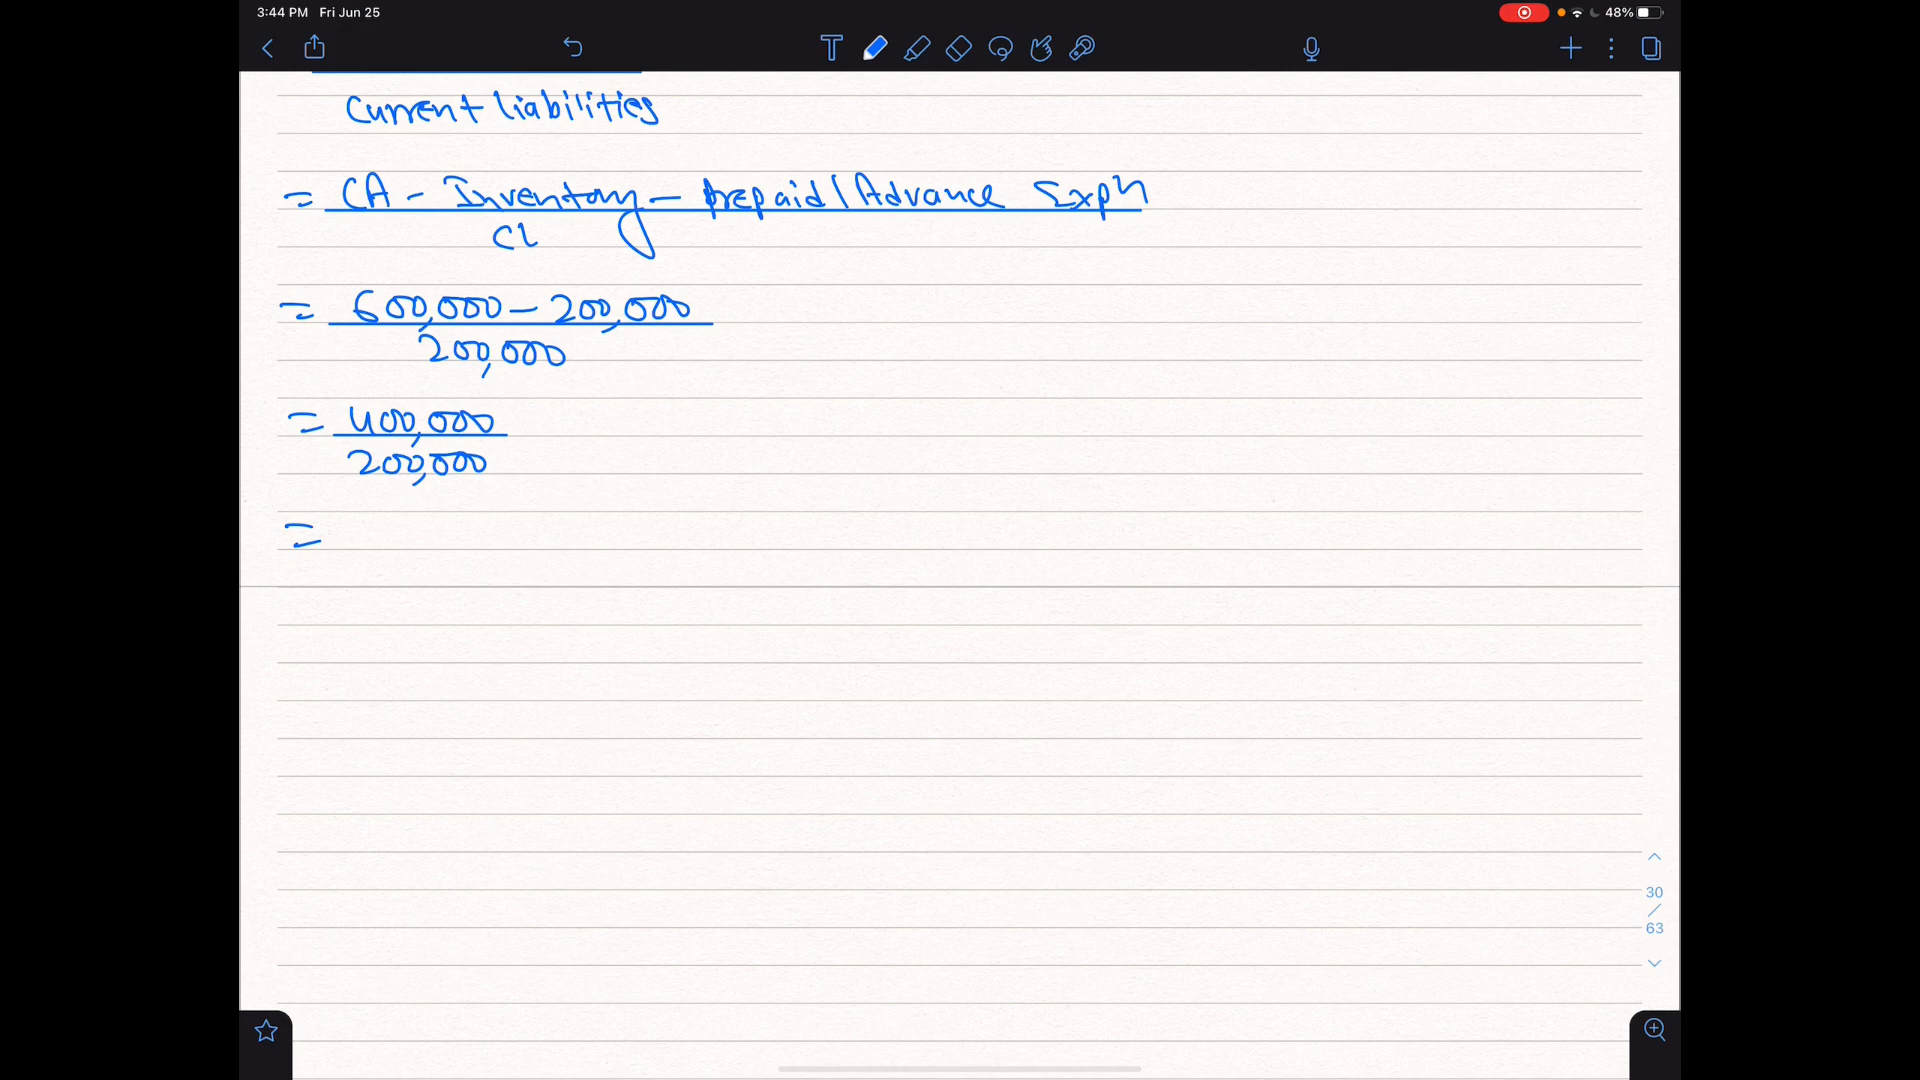 3:44 PM Fri Jun 25
48%
Current liabilities
= CA - Inventory - prepaid/Advance Expn
CL
= 600,000 - 200,000
200,000
= 400,000
200,000
=
30
/
63